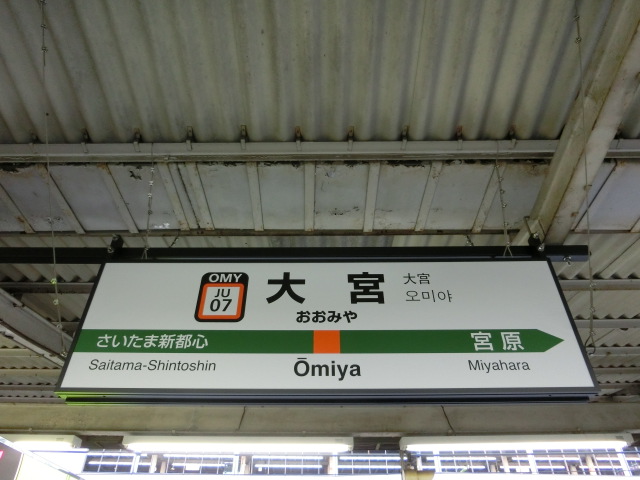 OMY
JU
07
大宮
大宮
오미야
おおみや
さいたま新都心
宮原
Saitama-Shintoshin
Ōmiya
Miyahara